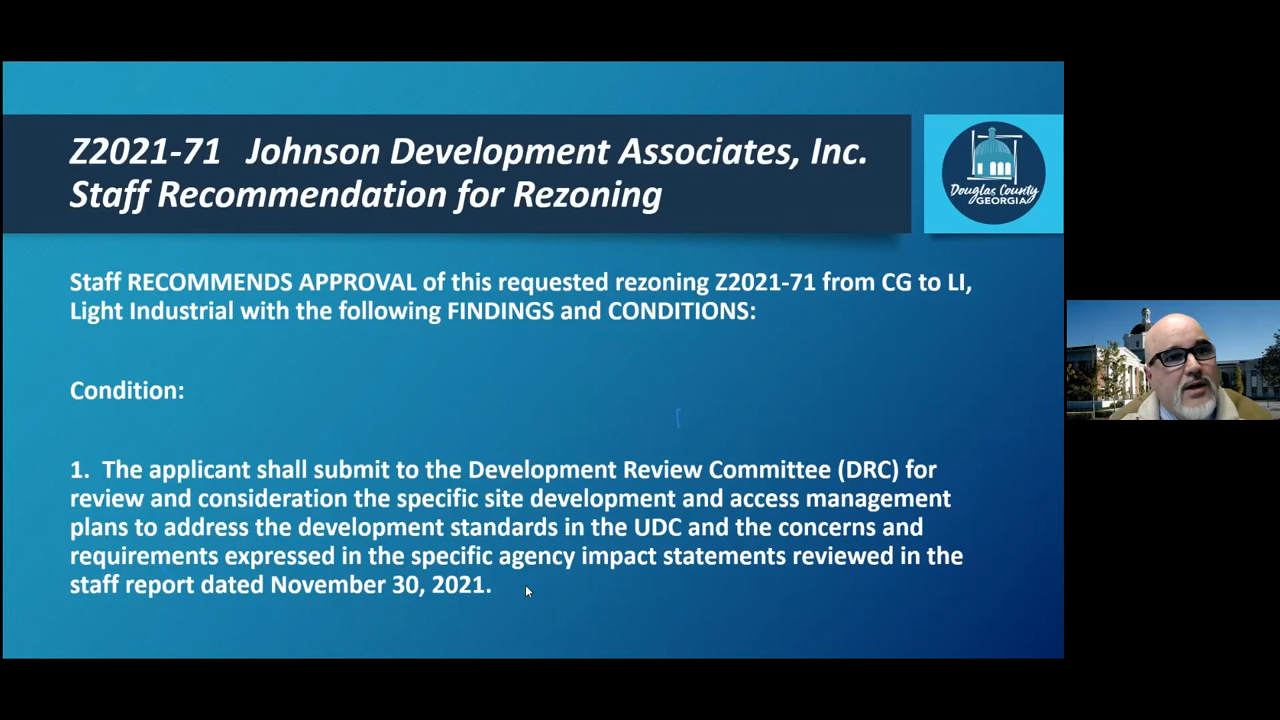 Z2021-71 Johnson Development Associates, Inc.
Staff Recommendation for Rezoning
Douglas County
GEORGIA
Staff RECOMMENDS APPROVAL of this requested rezoning Z2021-71 from CG to LI,
Light Industrial with the following FINDINGS and CONDITIONS:
Condition:
1. The applicant shall submit to the Development Review Committee (DRC) for
review and consideration the specific site development and access management
plans to address the development standards in the UDC and the concerns and
requirements expressed in the specific agency impact statements reviewed in the
staff report dated November 30, 2021.